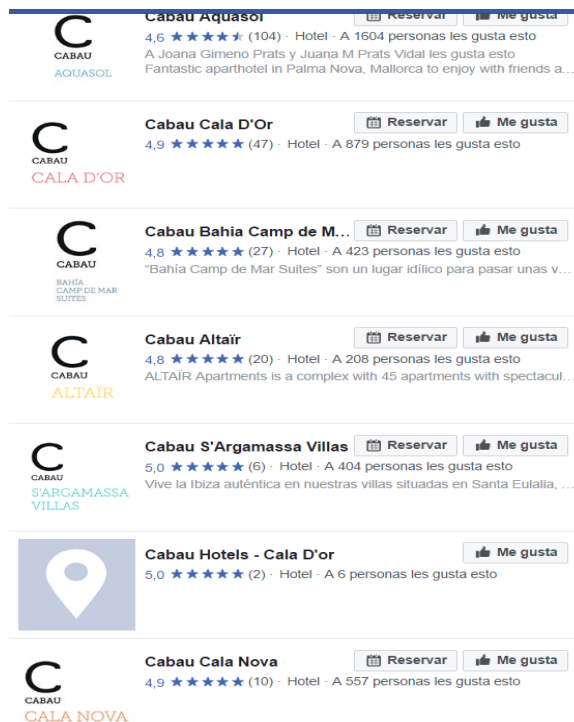 Cabau Aquasol
Reservar
Me gusta
4,6 ★★★★★ (104) · Hotel · A 1604 personas les gusta esto
A Joana Gimeno Prats y Juana M Prats Vidal les gusta esto
Fantastic aparthotel in Palma Nova, Mallorca to enjoy with friends a...
C
CABAU
AQUASOL
Cabau Cala D'Or
Reservar
Me gusta
4,9 ★★★★★ (47) · Hotel · A 879 personas les gusta esto
C
CABAU
CALA D'OR
Cabau Bahia Camp de M...
Reservar
Me gusta
4,8 ★★★★★ (27) · Hotel · A 423 personas les gusta esto
"Bahía Camp de Mar Suites" son un lugar idílico para pasar unas v...
C
CABAU
BAHÍA
CAMP DE MAR
SUITES
Cabau Altaïr
Reservar
Me gusta
4,8 ★★★★★ (20) · Hotel · A 208 personas les gusta esto
ALTAÏR Apartments is a complex with 45 apartments with spectacul...
C
CABAU
ALTAÏR
Cabau S'Argamassa Villas
Reservar
Me gusta
5,0 ★★★★★ (6) · Hotel · A 404 personas les gusta esto
Vive la Ibiza auténtica en nuestras villas situadas en Santa Eulalia, ...
C
CABAU
S'ARGAMASSA
VILLAS
Cabau Hotels - Cala D'or
Me gusta
5,0 ★★★★★ (2) · Hotel · A 6 personas les gusta esto
Cabau Cala Nova
Reservar
Me gusta
4,9 ★★★★★ (10) · Hotel · A 557 personas les gusta esto
C
CABAU
CALA NOVA